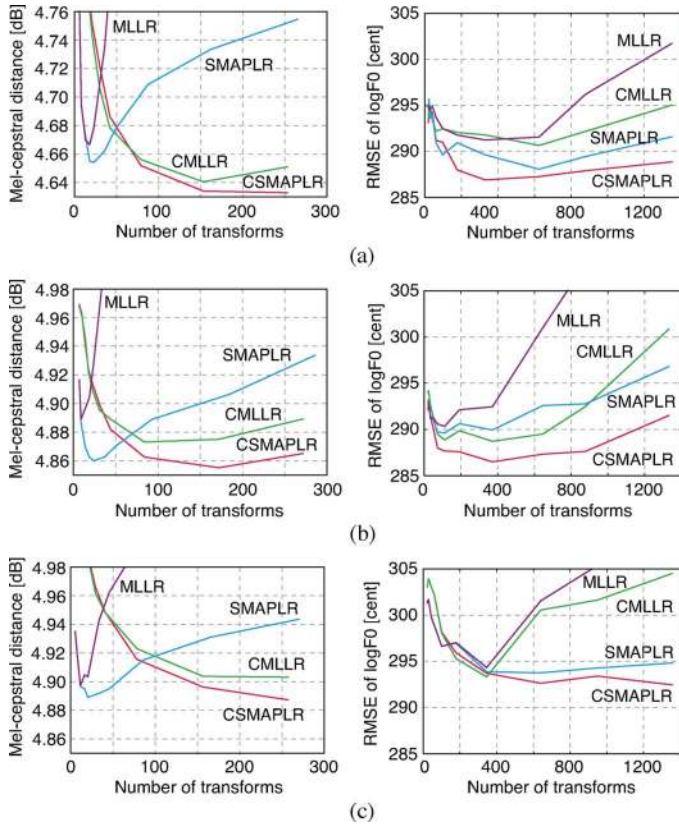 Mel-cepstral distance [dB]
4.76
4.74
4.72
4.70
4.68
4.66
4.64
MLLR
SMAPLR
CMLLR
CSMAPLR
0 100 200 300
Number of transforms
RMSE of logF0 [cent]
305
300
295
290
285
MLLR
CMLLR
SMAPLR
CSMAPLR
0 400 800 1200
Number of transforms
(a)
Mel-cepstral distance [dB]
4.98
4.96
4.94
4.92
4.90
4.88
4.86
MLLR
SMAPLR
CMLLR
CSMAPLR
0 100 200 300
Number of transforms
RMSE of logF0 [cent]
305
300
295
290
285
MLLR
CMLLR
SMAPLR
CSMAPLR
0 400 800 1200
Number of transforms
(b)
Mel-cepstral distance [dB]
4.98
4.96
4.94
4.92
4.90
4.88
4.86
MLLR
SMAPLR
CMLLR
CSMAPLR
0 100 200 300
Number of transforms
RMSE of logF0 [cent]
305
300
295
290
285
MLLR
CMLLR
SMAPLR
CSMAPLR
0 400 800 1200
Number of transforms
(c)